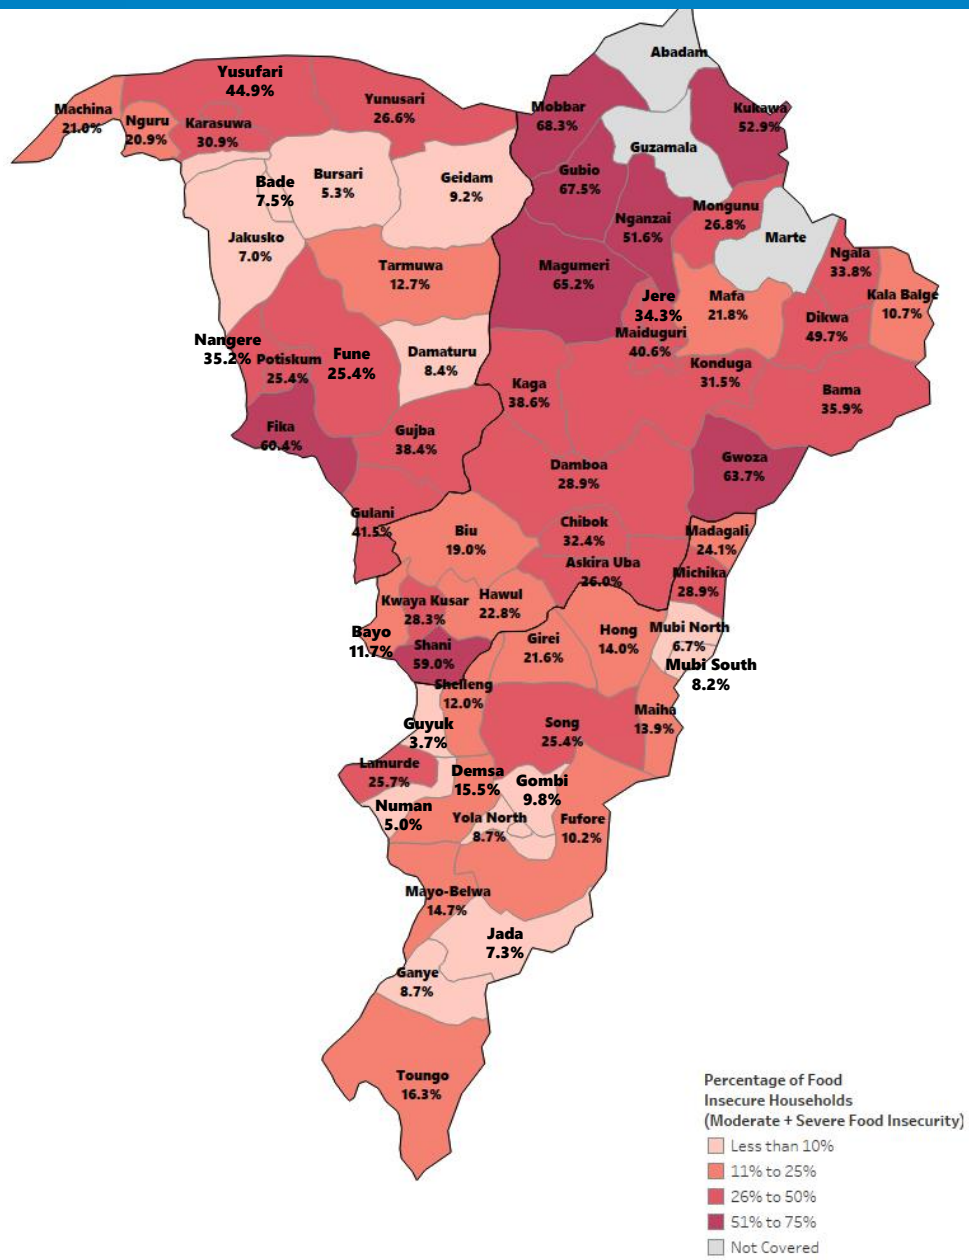 Abadam
Yusufari
44.9%
Machina
21.0%
Nguru
20.9%
Karasuwa
30.9%
Yunusari
26.6%
Mobbar
68.3%
Kukawa
52.9%
Guzamala
Bade
7.5%
Bursari
5.3%
Geidam
9.2%
Gubio
67.5%
Nganzai
51.6%
Mongunu
26.8%
Marte
Jakusko
7.0%
Tarmuwa
12.7%
Magumeri
65.2%
Jere
34.3%
Mafa
21.8%
Ngala
33.8%
Kala Balge
10.7%
Dikwa
49.7%
Maiduguri
40.6%
Nangere
35.2%
Potiskum
25.4%
Fune
25.4%
Damaturu
8.4%
Kaga
38.6%
Konduga
31.5%
Bama
35.9%
Fika
60.4%
Gujba
38.4%
Damboa
28.9%
Gwoza
63.7%
Gulani
41.5%
Biu
19.0%
Chibok
32.4%
Madagali
24.1%
Askira Uba
26.0%
Michika
28.9%
Kwaya Kusar
28.3%
Hawul
22.8%
Bayo
11.7%
Shani
59.0%
Girei
21.6%
Hong
14.0%
Mubi North
6.7%
Mubi South
8.2%
Shelleng
12.0%
Guyuk
3.7%
Song
25.4%
Maiha
13.9%
Lamurde
25.7%
Demsa
15.5%
Gombi
9.8%
Numan
5.0%
Yola North
8.7%
Fufore
10.2%
Mayo-Belwa
14.7%
Jada
7.3%
Ganye
8.7%
Toungo
16.3%
Percentage of Food
Insecure Households
(Moderate + Severe Food Insecurity)
Less than 10%
11% to 25%
26% to 50%
51% to 75%
Not Covered